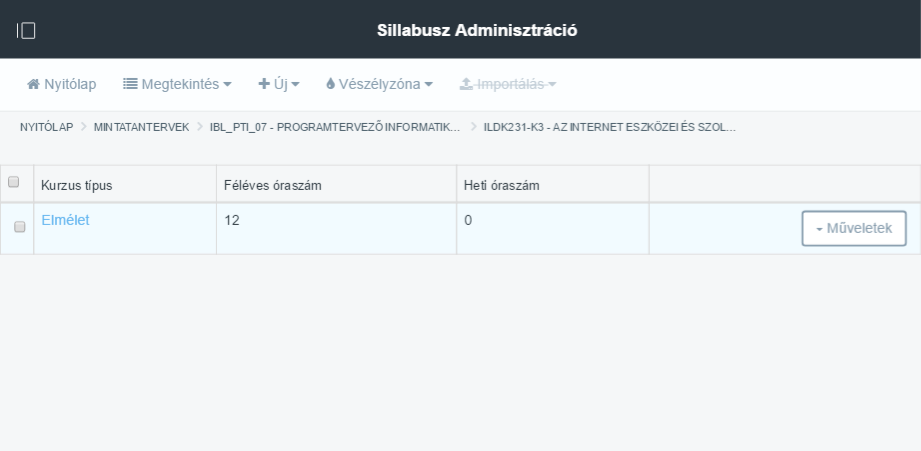 Sillabusz Adminisztráció
Nyitólap Megtekintés Új Vészélyzóna Importálás
NYITÓLAP > MINTATANTERVEK > IBL_PTI_07 - PROGRAMTERVEZŐ INFORMATIK... > ILDK231-K3 - AZ INTERNET ESZKÖZEI ÉS SZOL...
Kurzus típus Féléves óraszám Heti óraszám
Elmélet 12 0 Műveletek